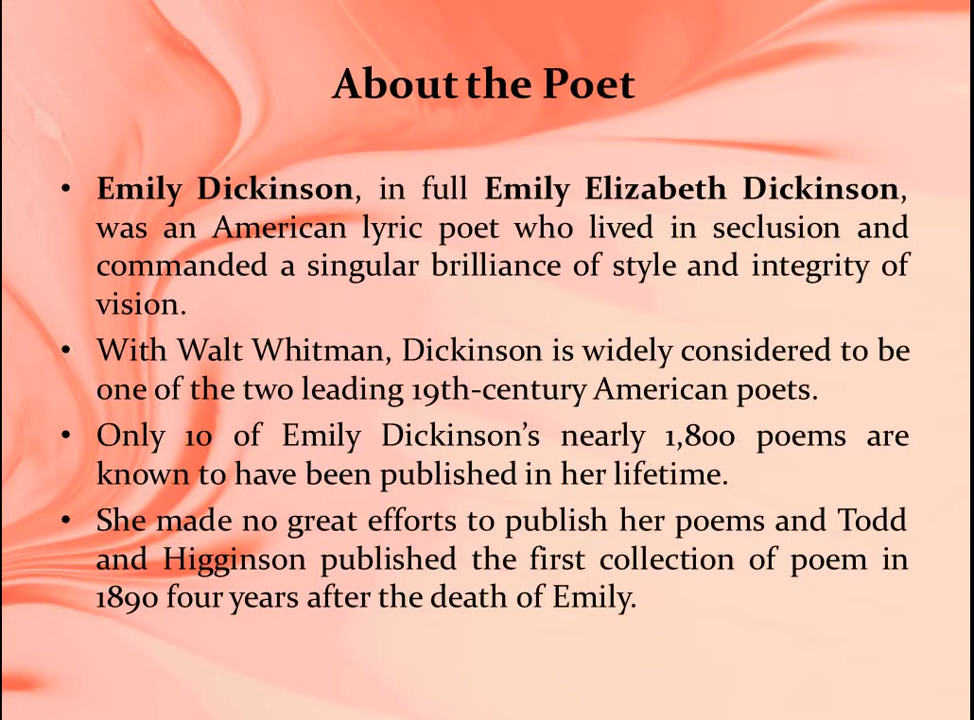 About the Poet
• Emily Dickinson, in full Emily Elizabeth Dickinson,
was an American lyric poet who lived in seclusion and
commanded a singular brilliance of style and integrity of
vision.
• With Walt Whitman, Dickinson is widely considered to be
one of the two leading 19th-century American poets.
• Only 10 of Emily Dickinson’s nearly 1,800 poems are
known to have been published in her lifetime.
• She made no great efforts to publish her poems and Todd
and Higginson published the first collection of poem in
1890 four years after the death of Emily.